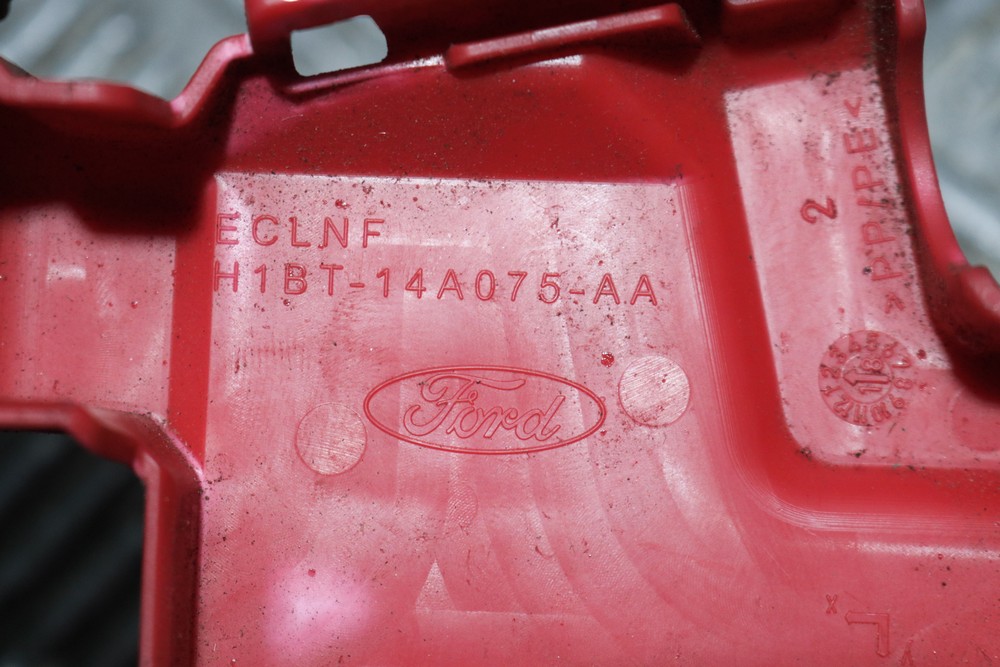 ECLNF
H1BT-14A075-AA
Ford
>PP/PE<
2
X
L